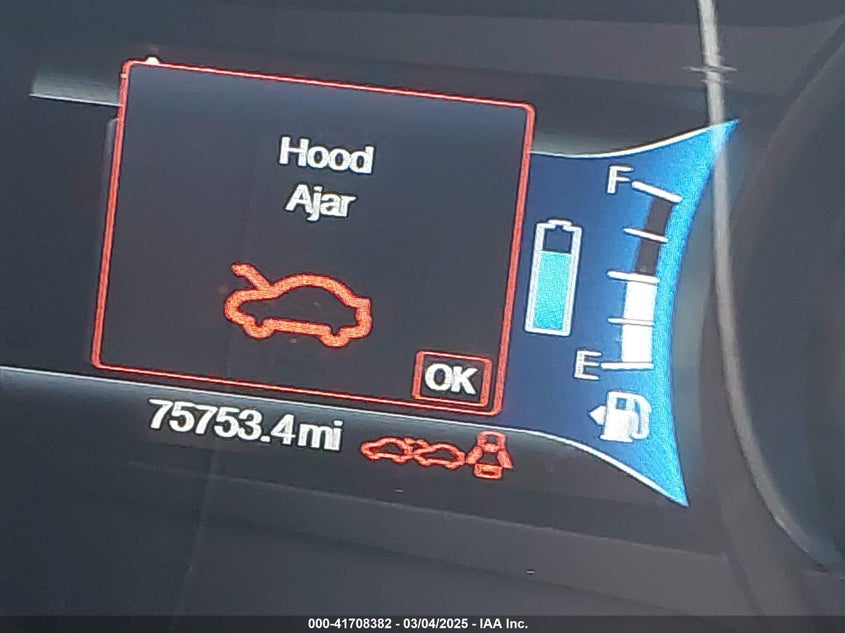 Hood
Ajar
OK
F
E
75753.4mi
000-41708382 - 03/04/2025 - IAA Inc.